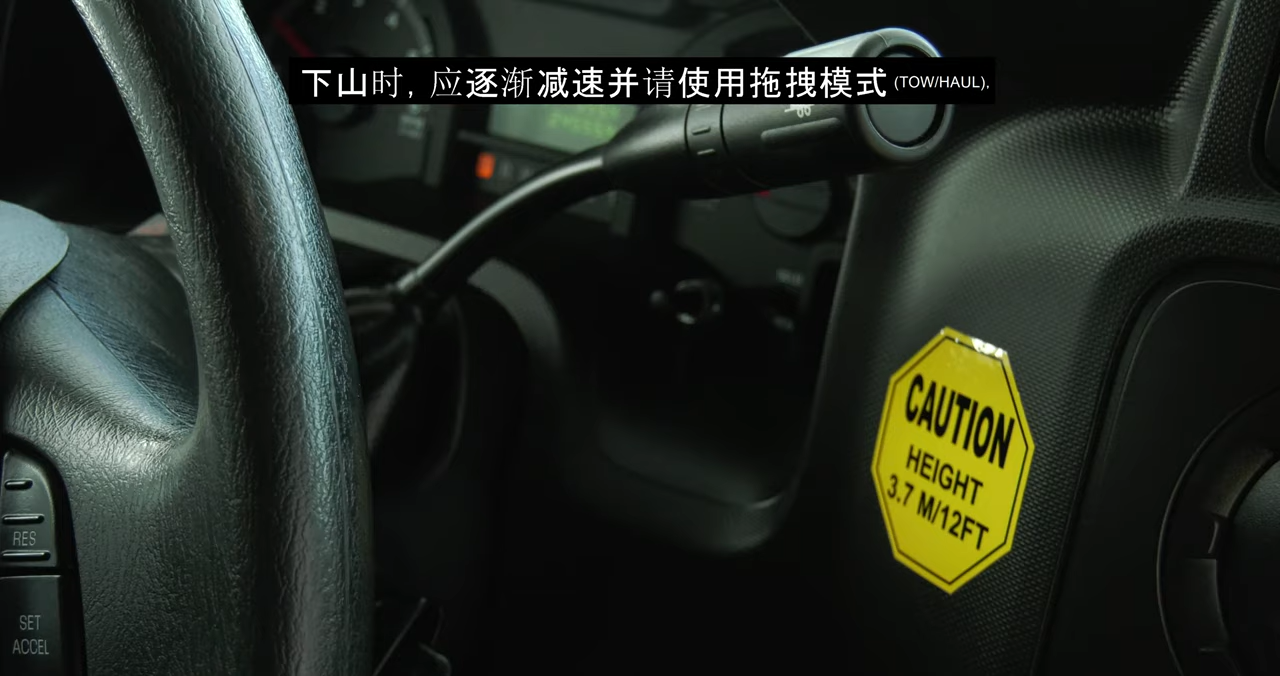 下山时, 应逐渐减速并请使用拖拽模式 (TOW/HAUL),
CAUTION
HEIGHT
3.7 M/12FT
RES
SET
ACCEL